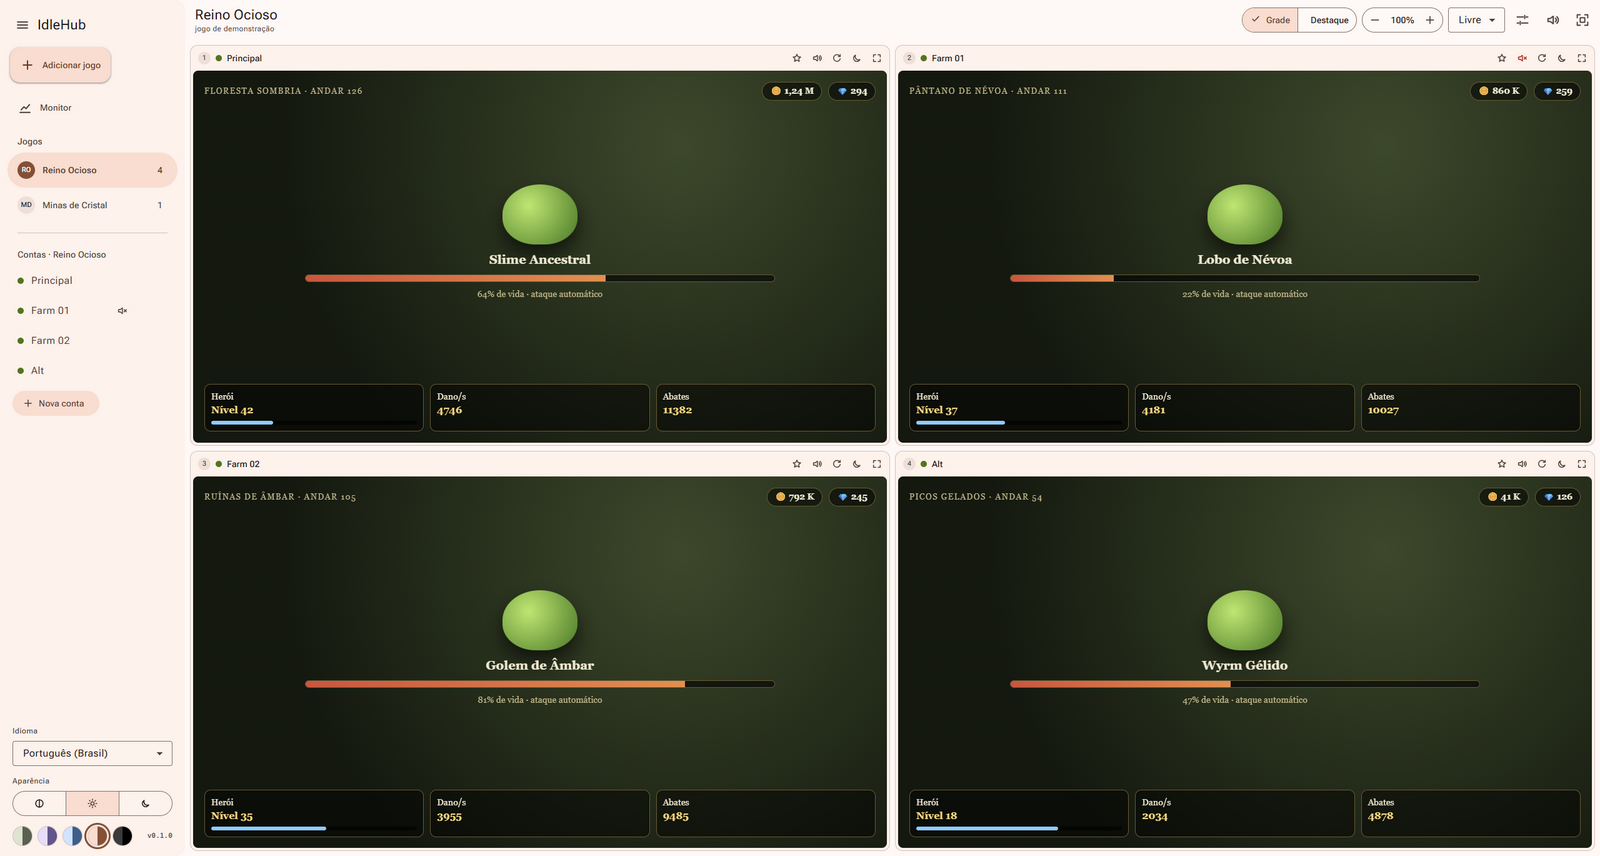 IdleHub
Adicionar jogo
Monitor
Jogos
RO Reino Ocioso 4
MD Minas de Cristal 1
Contas · Reino Ocioso
Principal
Farm 01
Farm 02
Alt
Nova conta
Idioma
Português (Brasil)
Aparência
v0.1.0
Reino Ocioso
jogo de demonstração
Grade Destaque 100% Livre
1 Principal
FLORESTA SOMBRIA · ANDAR 126
1,24 M 294
Slime Ancestral
64% de vida · ataque automático
Herói
Nível 42
Dano/s
4746
Abates
11382
2 Farm 01
PÂNTANO DE NÉVOA · ANDAR 111
860 K 259
Lobo de Névoa
22% de vida · ataque automático
Herói
Nível 37
Dano/s
4181
Abates
10027
3 Farm 02
RUÍNAS DE ÂMBAR · ANDAR 105
792 K 245
Golem de Âmbar
81% de vida · ataque automático
Herói
Nível 35
Dano/s
3955
Abates
9485
4 Alt
PICOS GELADOS · ANDAR 54
41 K 126
Wyrm Gélido
47% de vida · ataque automático
Herói
Nível 18
Dano/s
2034
Abates
4878